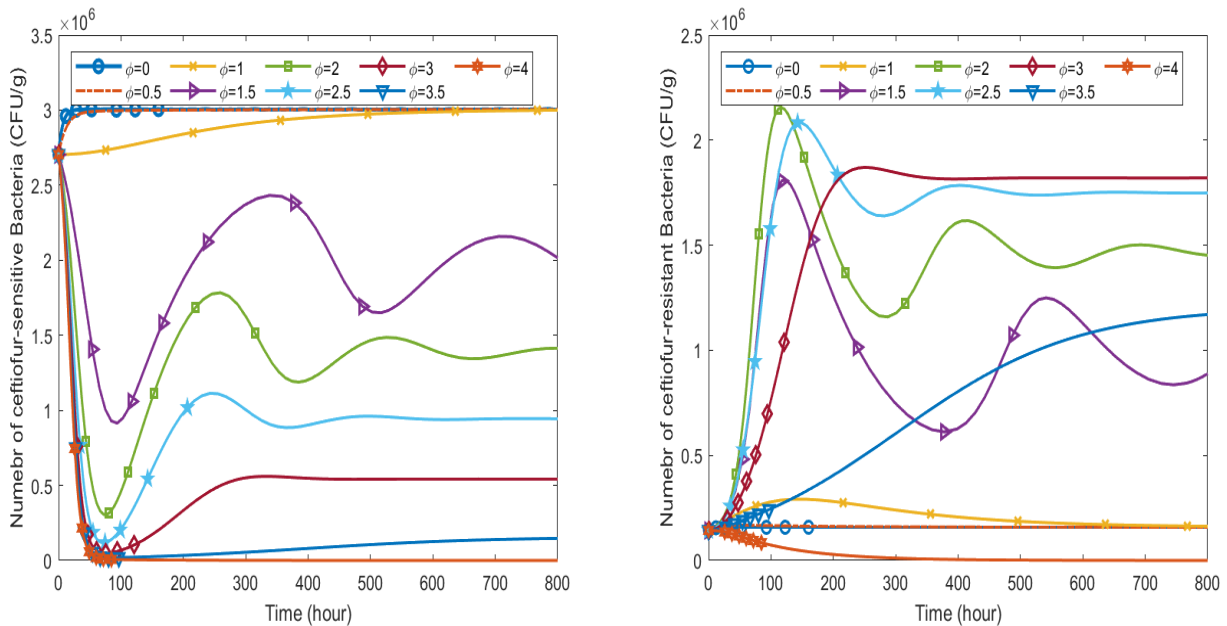 ×10⁶
3.5
3
2.5
2
1.5
1
0.5
0
Numebr of ceftiofur-sensitive Bacteria (CFU/g)
ϕ=0 ϕ=1 ϕ=2 ϕ=3 ϕ=4
ϕ=0.5 ϕ=1.5 ϕ=2.5 ϕ=3.5
0 100 200 300 400 500 600 700 800
Time (hour)
×10⁶
2.5
2
1.5
1
0.5
0
Numebr of ceftiofur-resistant Bacteria (CFU/g)
ϕ=0 ϕ=1 ϕ=2 ϕ=3 ϕ=4
ϕ=0.5 ϕ=1.5 ϕ=2.5 ϕ=3.5
0 100 200 300 400 500 600 700 800
Time (hour)